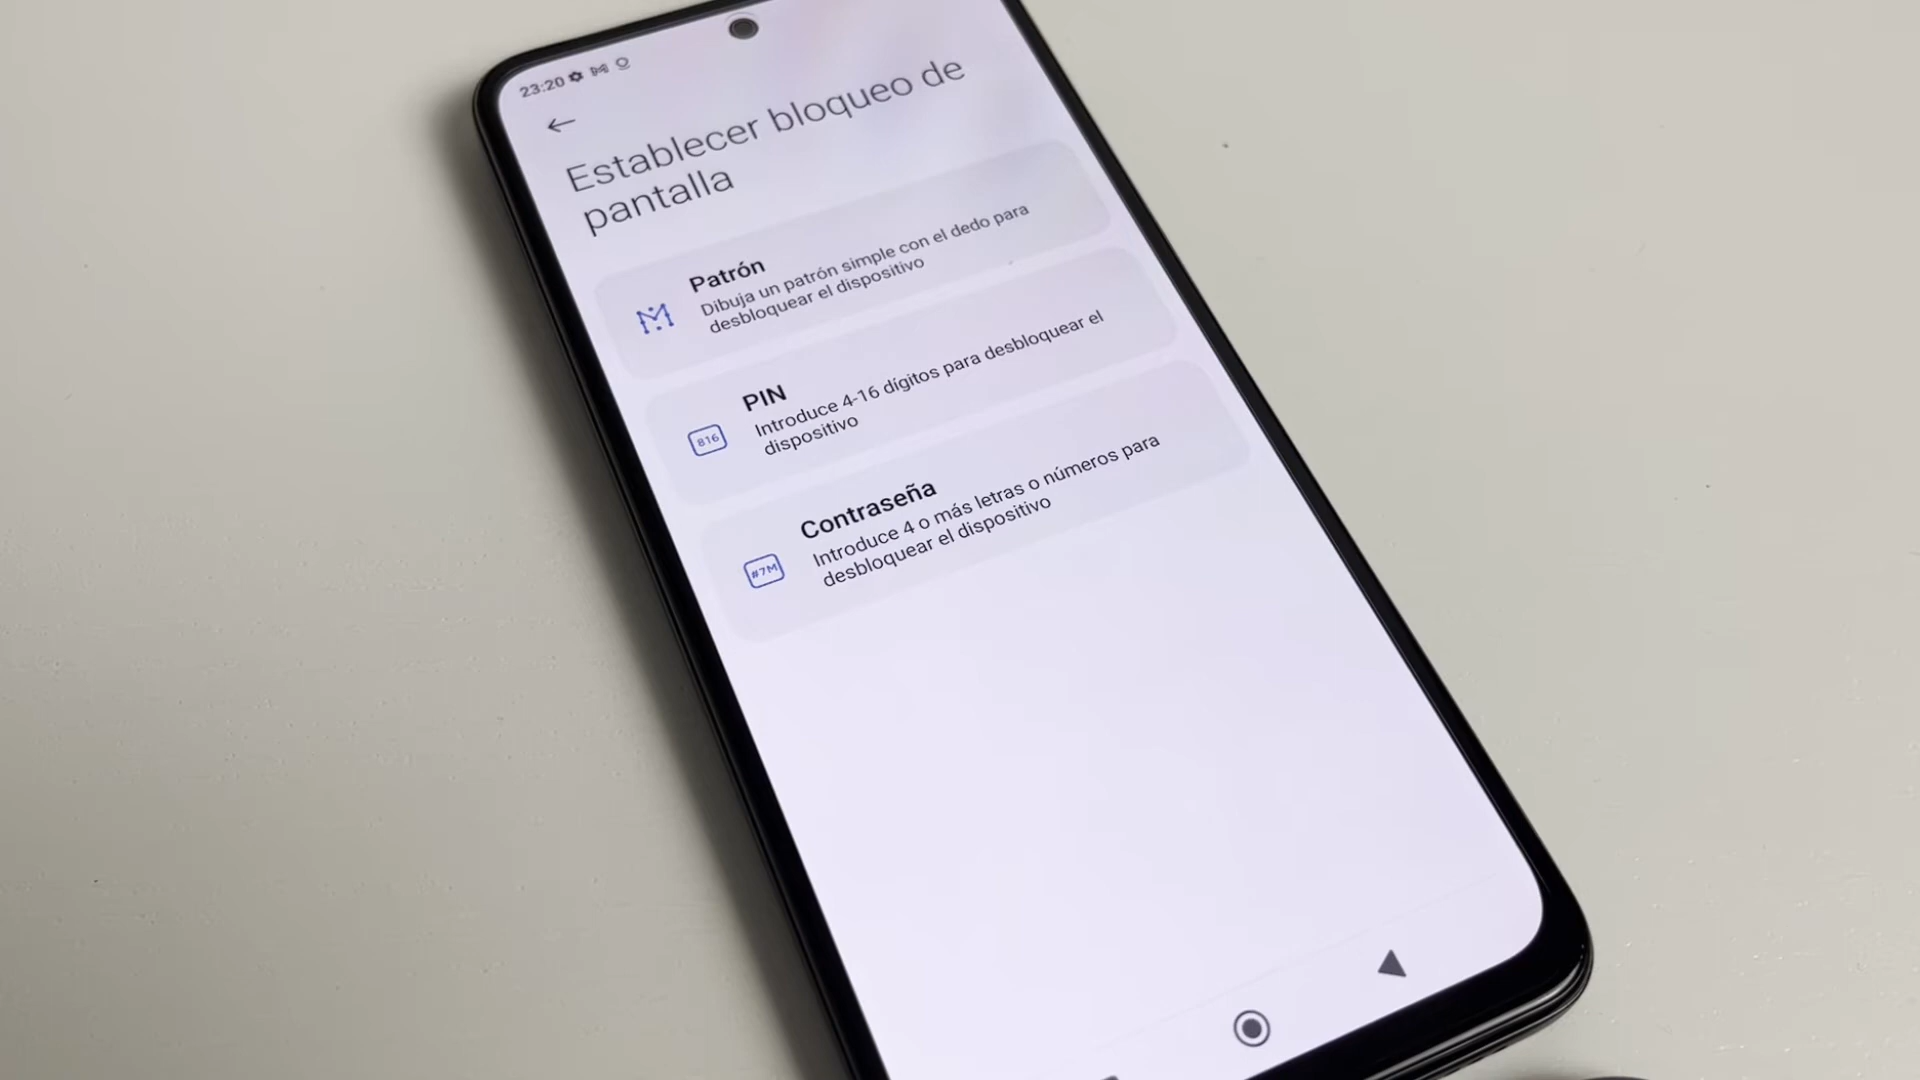 23:20
Establecer bloqueo de
pantalla
Patrón
Dibuja un patrón simple con el dedo para
desbloquear el dispositivo
816
PIN
Introduce 4-16 dígitos para desbloquear el
dispositivo
#7M
Contraseña
Introduce 4 o más letras o números para
desbloquear el dispositivo